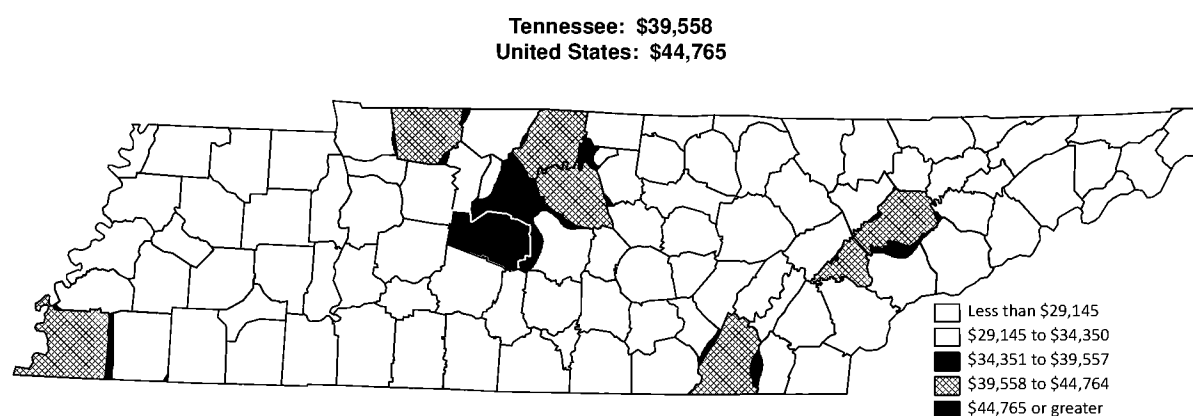 Tennessee: $39,558
United States: $44,765
Less than $29,145
$29,145 to $34,350
$34,351 to $39,557
$39,558 to $44,764
$44,765 or greater